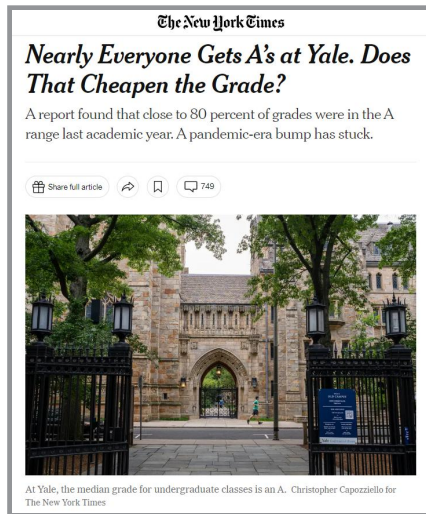 The New York Times
Nearly Everyone Gets A's at Yale. Does
That Cheapen the Grade?
A report found that close to 80 percent of grades were in the A
range last academic year. A pandemic-era bump has stuck.
Share full article
749
At Yale, the median grade for undergraduate classes is an A. Christopher Capozziello for
The New York Times